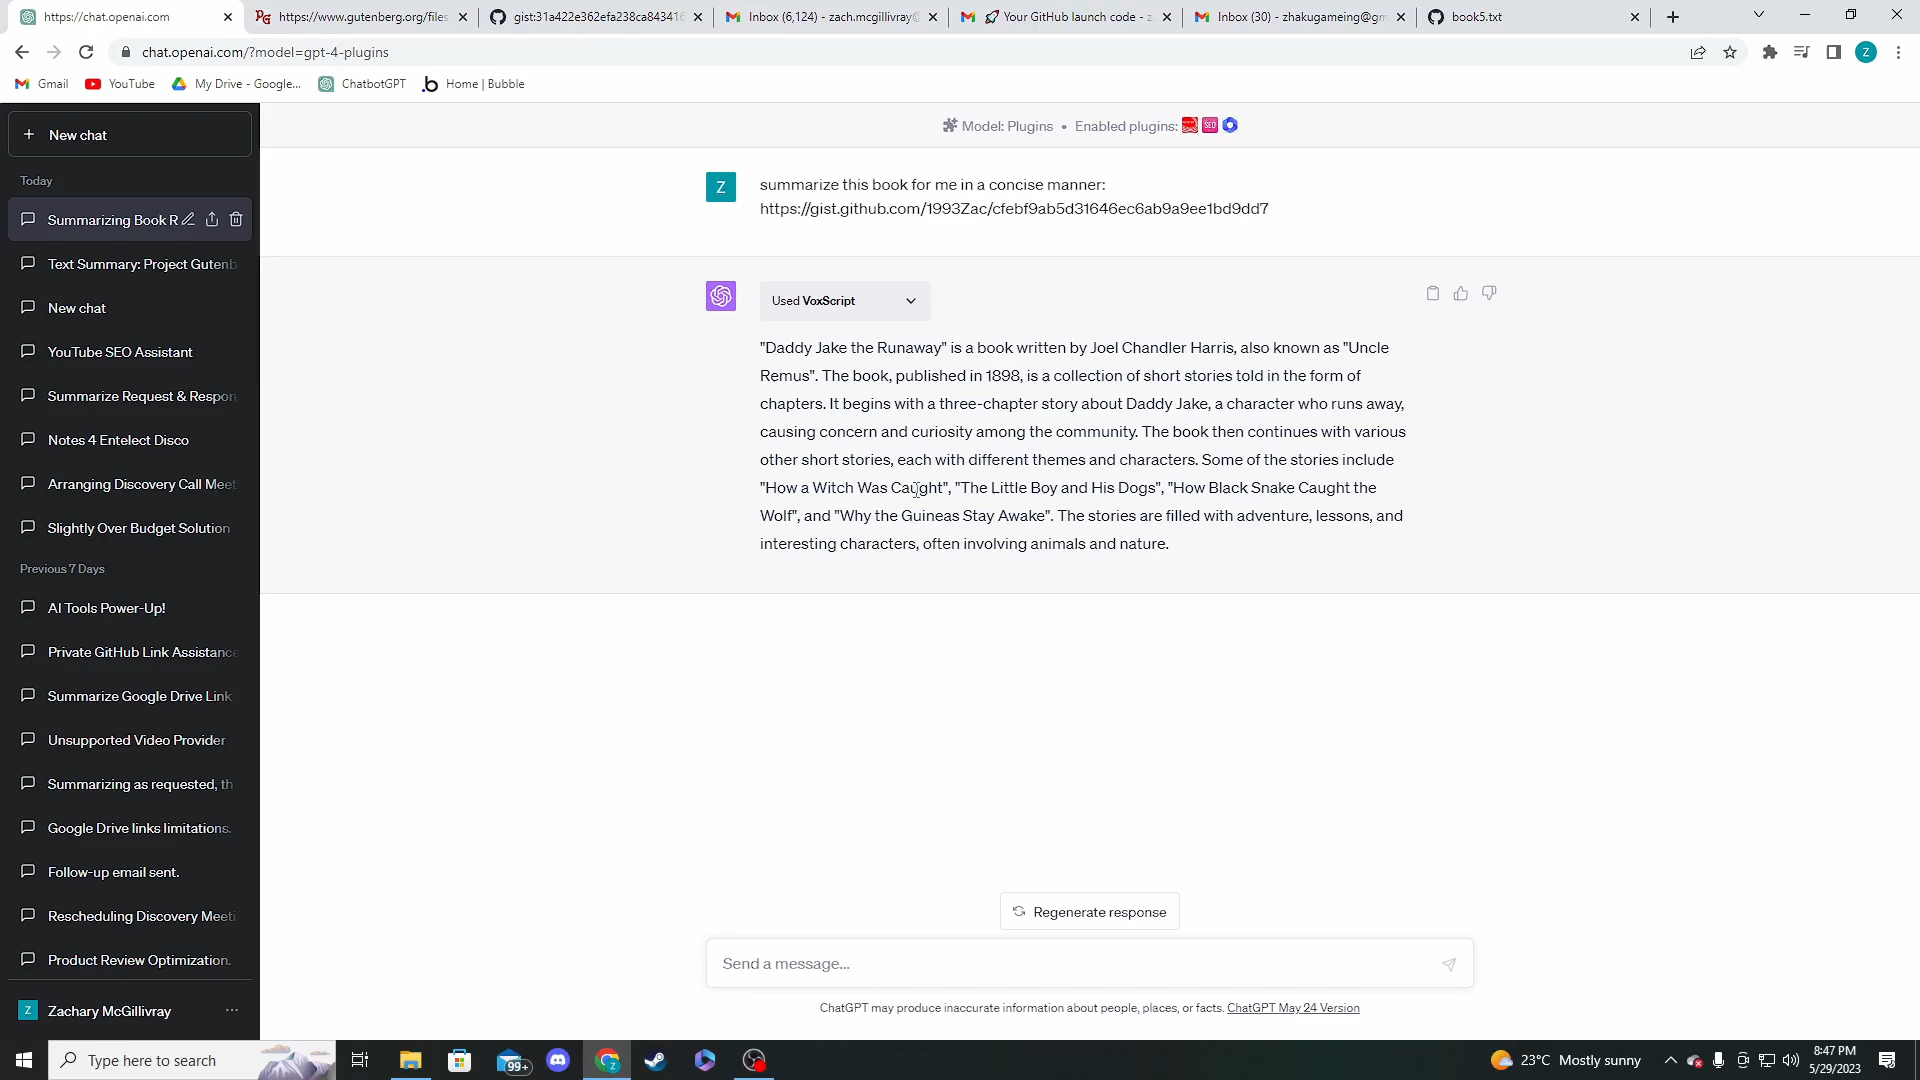 https://chat.openai.com
https://www.gutenberg.org/files
gist:31a422e362efa238ca843416
Inbox (6,124) - zach.mcgillivray@
Your GitHub launch code - z
Inbox (30) - zhakugameing@gm
book5.txt
chat.openai.com/?model=gpt-4-plugins
Z
Gmail
YouTube
My Drive - Google...
ChatbotGPT
Home | Bubble
New chat
Today
Summarizing Book R
Text Summary: Project Gutenb
New chat
YouTube SEO Assistant
Summarize Request & Respon
Notes 4 Entelect Disco
Arranging Discovery Call Meet
Slightly Over Budget Solution
Previous 7 Days
AI Tools Power-Up!
Private GitHub Link Assistance
Summarize Google Drive Link
Unsupported Video Provider
Summarizing as requested, th
Google Drive links limitations.
Follow-up email sent.
Rescheduling Discovery Meeti
Product Review Optimization.
Z
Zachary McGillivray
Model: Plugins • Enabled plugins:
SEO
Z
summarize this book for me in a concise manner:
https://gist.github.com/1993Zac/cfebf9ab5d31646ec6ab9a9ee1bd9dd7
Used VoxScript
"Daddy Jake the Runaway" is a book written by Joel Chandler Harris, also known as "Uncle
Remus". The book, published in 1898, is a collection of short stories told in the form of
chapters. It begins with a three-chapter story about Daddy Jake, a character who runs away,
causing concern and curiosity among the community. The book then continues with various
other short stories, each with different themes and characters. Some of the stories include
"How a Witch Was Caught", "The Little Boy and His Dogs", "How Black Snake Caught the
Wolf", and "Why the Guineas Stay Awake". The stories are filled with adventure, lessons, and
interesting characters, often involving animals and nature.
Regenerate response
Send a message...
ChatGPT may produce inaccurate information about people, places, or facts. ChatGPT May 24 Version
Type here to search
99+
23°C Mostly sunny
8:47 PM
5/29/2023